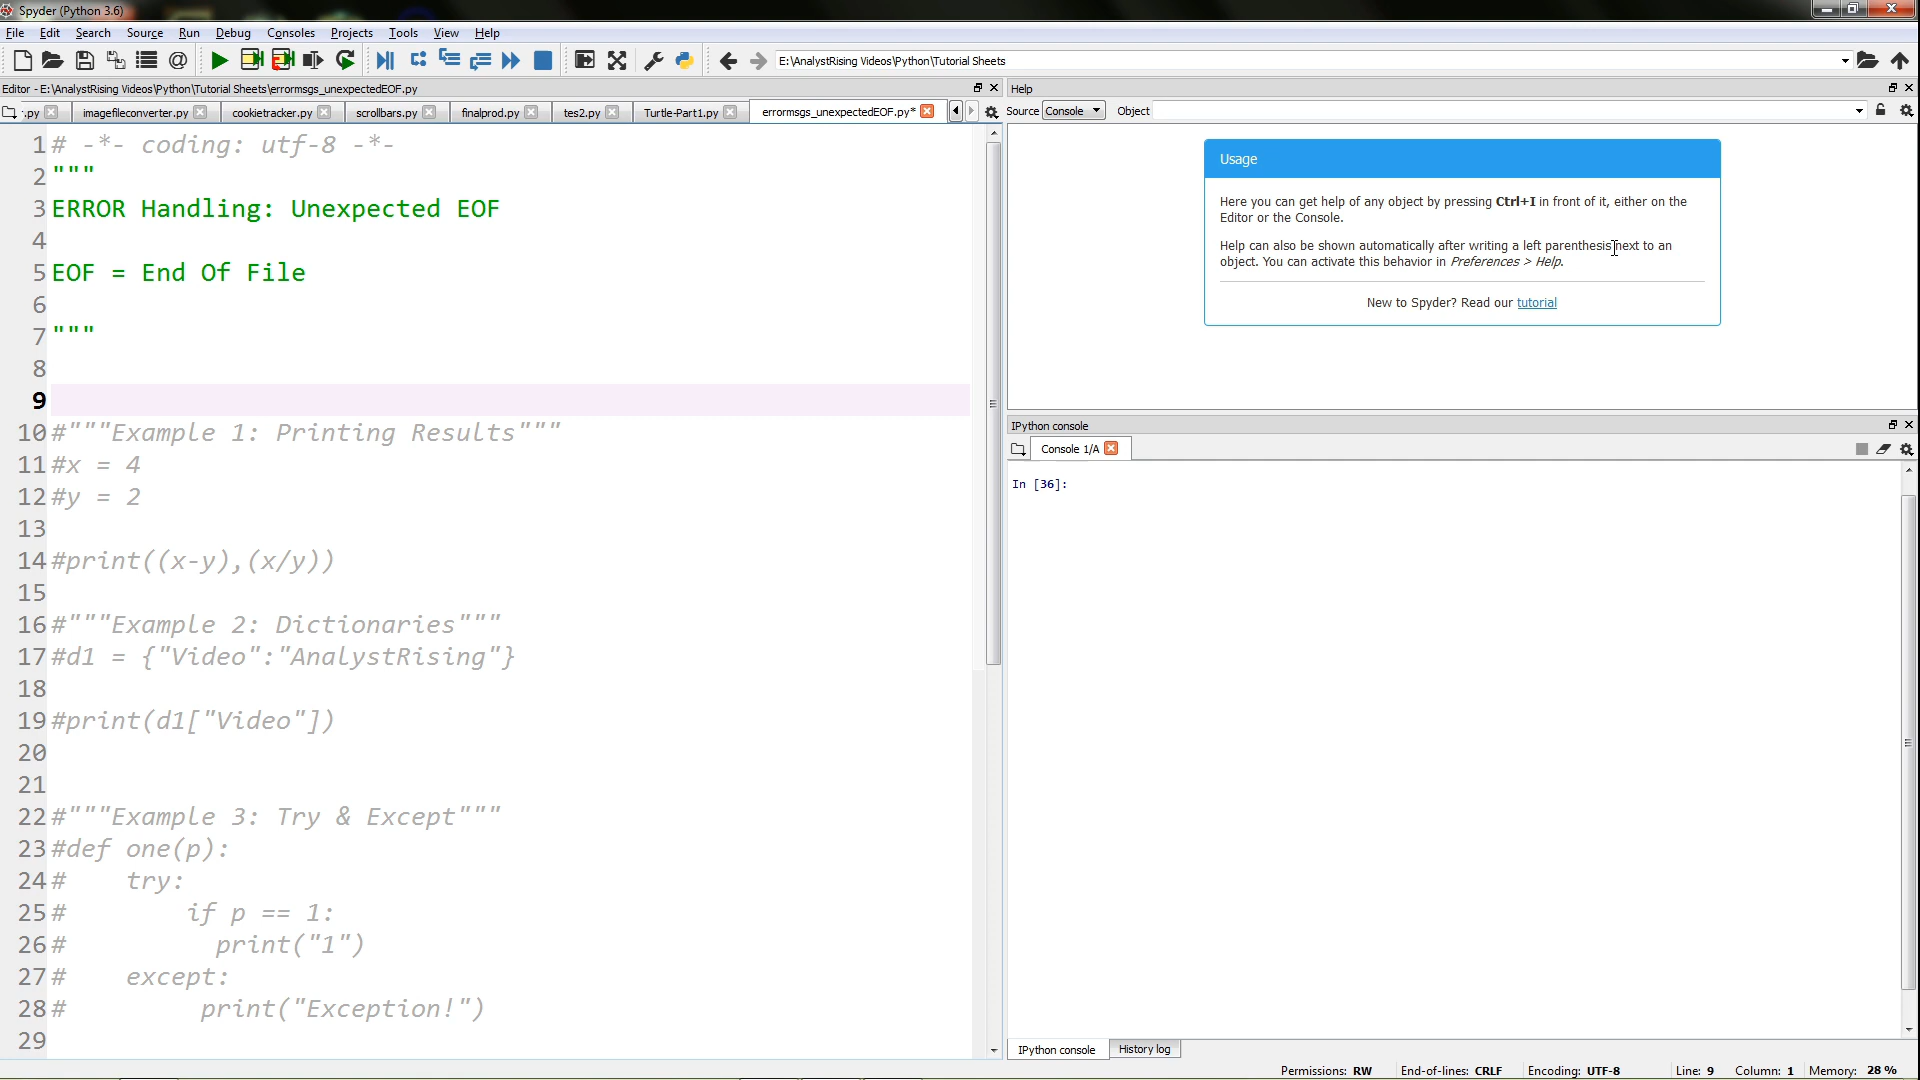 Spyder (Python 3.6)
File Edit Search Source Run Debug Consoles Projects Tools View Help
E:\AnalystRising Videos\Python\Tutorial Sheets
Editor - E:\AnalystRising Videos\Python\Tutorial Sheets\errormsgs_unexpectedEOF.py
.py imagefileconverter.py cookietracker.py scrollbars.py finalprod.py tes2.py Turtle-Part1.py errormsgs_unexpectedEOF.py*
1 # -*- coding: utf-8 -*-
2 """
3 ERROR Handling: Unexpected EOF
4
5 EOF = End Of File
6
7 """
8
9
10 #"""Example 1: Printing Results"""
11 #x = 4
12 #y = 2
13
14 #print((x-y),(x/y))
15
16 #"""Example 2: Dictionaries"""
17 #d1 = {"Video":"AnalystRising"}
18
19 #print(d1["Video"])
20
21
22 #"""Example 3: Try & Except"""
23 #def one(p):
24 #    try:
25 #        if p == 1:
26 #          print("1")
27 #    except:
28 #         print("Exception!")
29
Help
Source Console Object
Usage
Here you can get help of any object by pressing Ctrl+I in front of it, either on the
Editor or the Console.
Help can also be shown automatically after writing a left parenthesis next to an
object. You can activate this behavior in Preferences > Help.
New to Spyder? Read our tutorial
IPython console
Console 1/A
In [36]:
IPython console History log
Permissions: RW End-of-lines: CRLF Encoding: UTF-8 Line: 9 Column: 1 Memory: 28 %